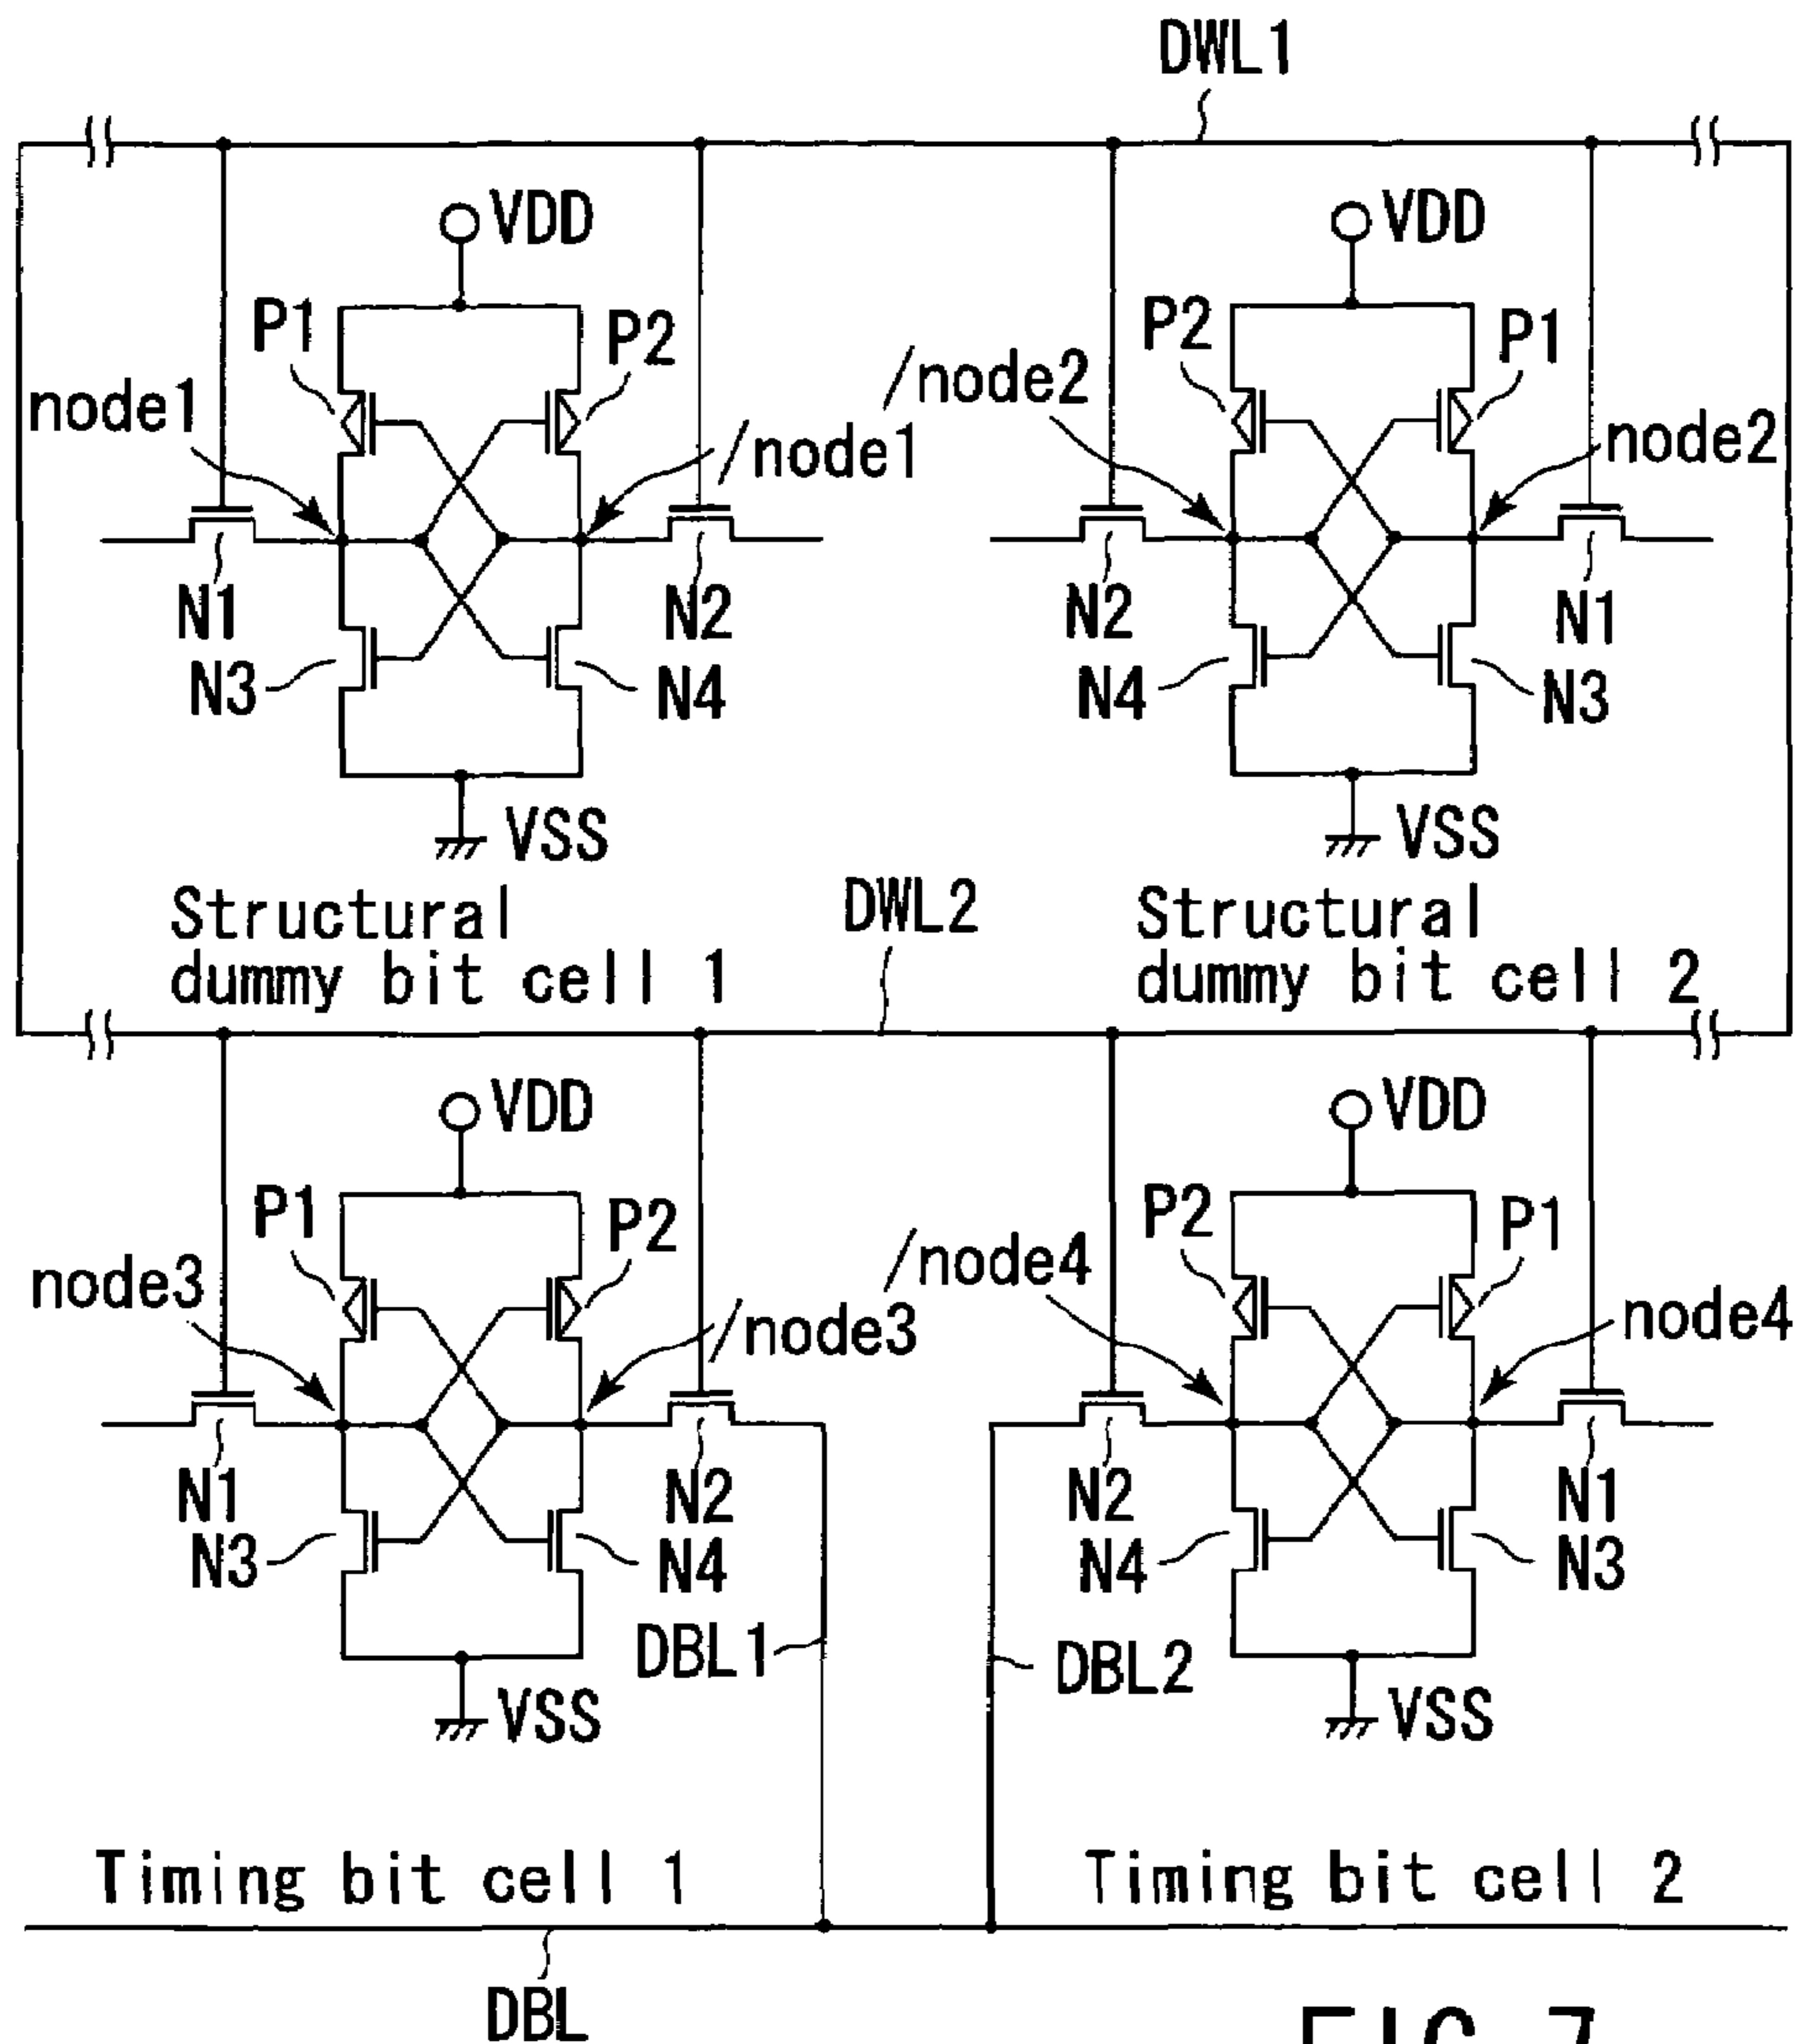 DWL1
VDD
VDD
P1
P2
P2
P1
node1
/node1
/node2
node2
N1
N2
N2
N1
N3
N4
N4
N3
VSS
VSS
Structural
dummy bit cell 1
DWL2
Structural
dummy bit cell 2
VDD
VDD
P1
P2
P2
P1
node3
/node3
/node4
node4
N1
N2
N2
N1
N3
N4
N4
N3
DBL1
DBL2
VSS
VSS
Timing bit cell 1
Timing bit cell 2
DBL
FIG. 7